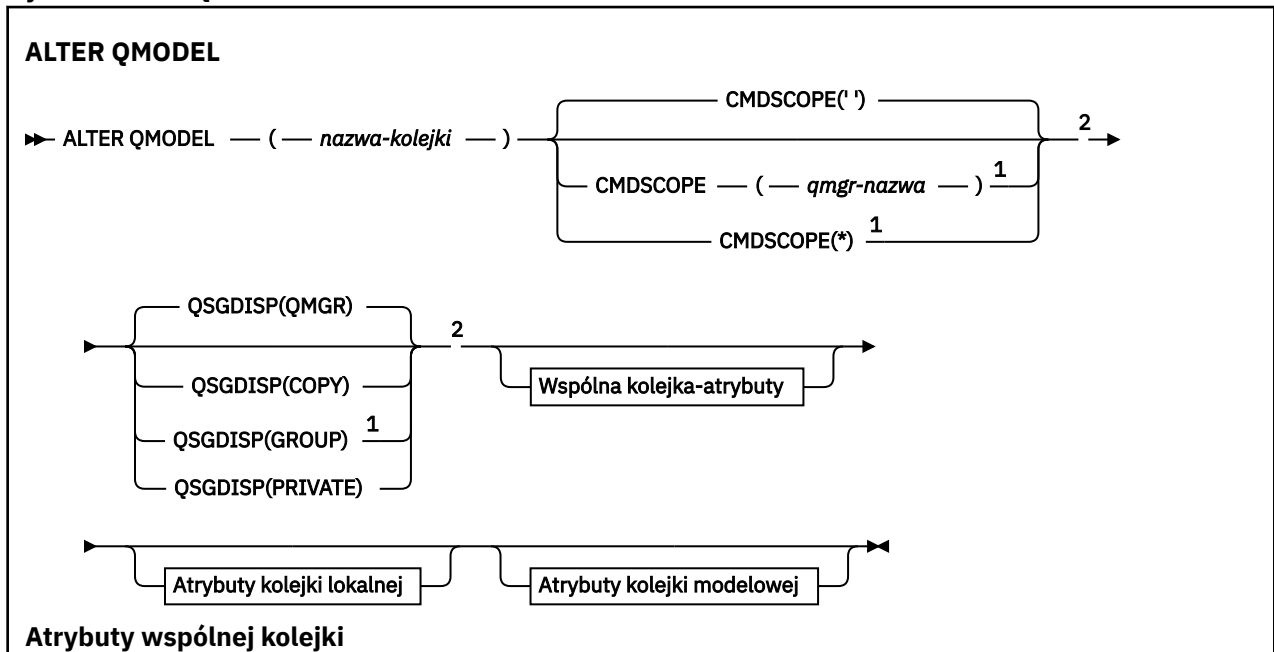 ALTER QMODEL
CMDSCOPE(' ')
ALTER QMODEL ( nazwa-kolejki ) 2
CMDSCOPE ( qmgr-nazwa ) 1
CMDSCOPE(*) 1
QSGDISP(QMGR) 2
QSGDISP(COPY) Wspólna kolejka-atrybuty
QSGDISP(GROUP) 1
QSGDISP(PRIVATE)
Atrybuty kolejki lokalnej Atrybuty kolejki modelowej
Atrybuty wspólnej kolejki